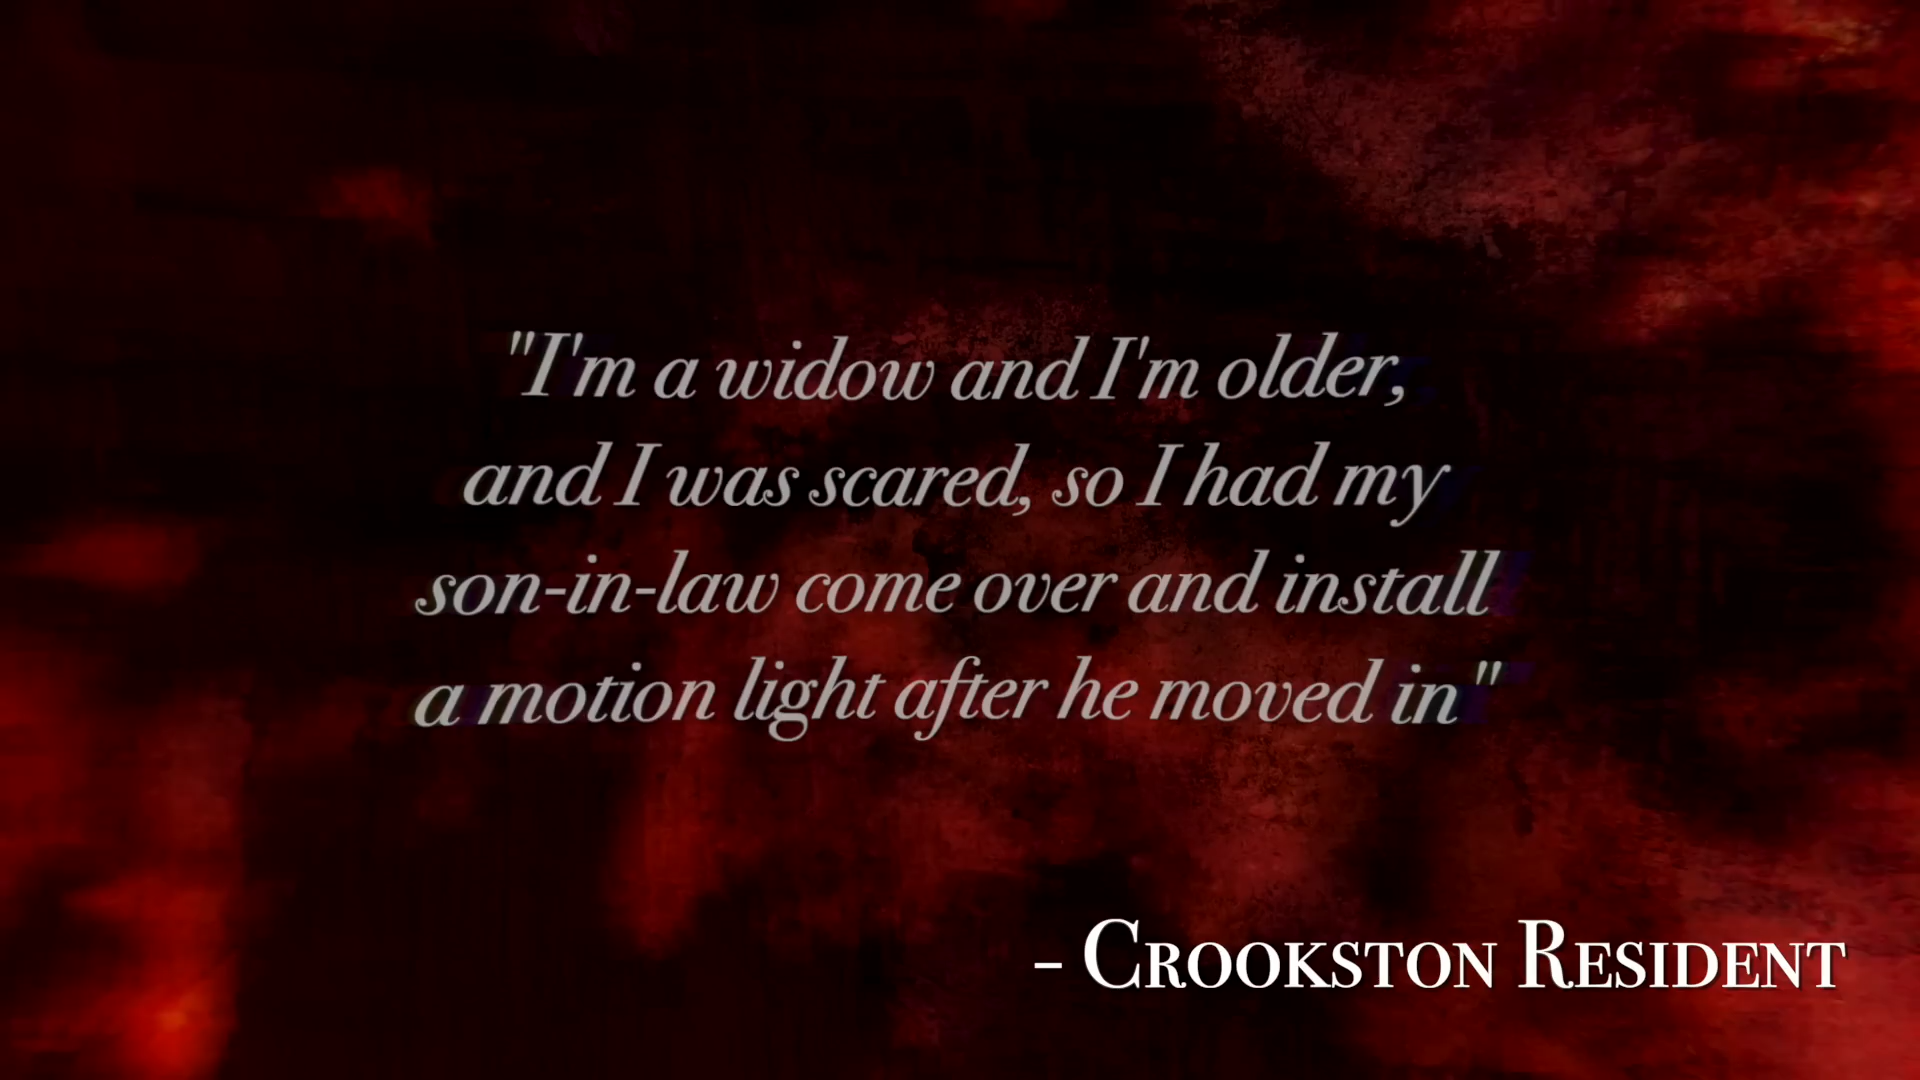 "I'm a widow and I'm older,
and I was scared, so I had my
son-in-law come over and install
a motion light after he moved in"
- Crookston Resident